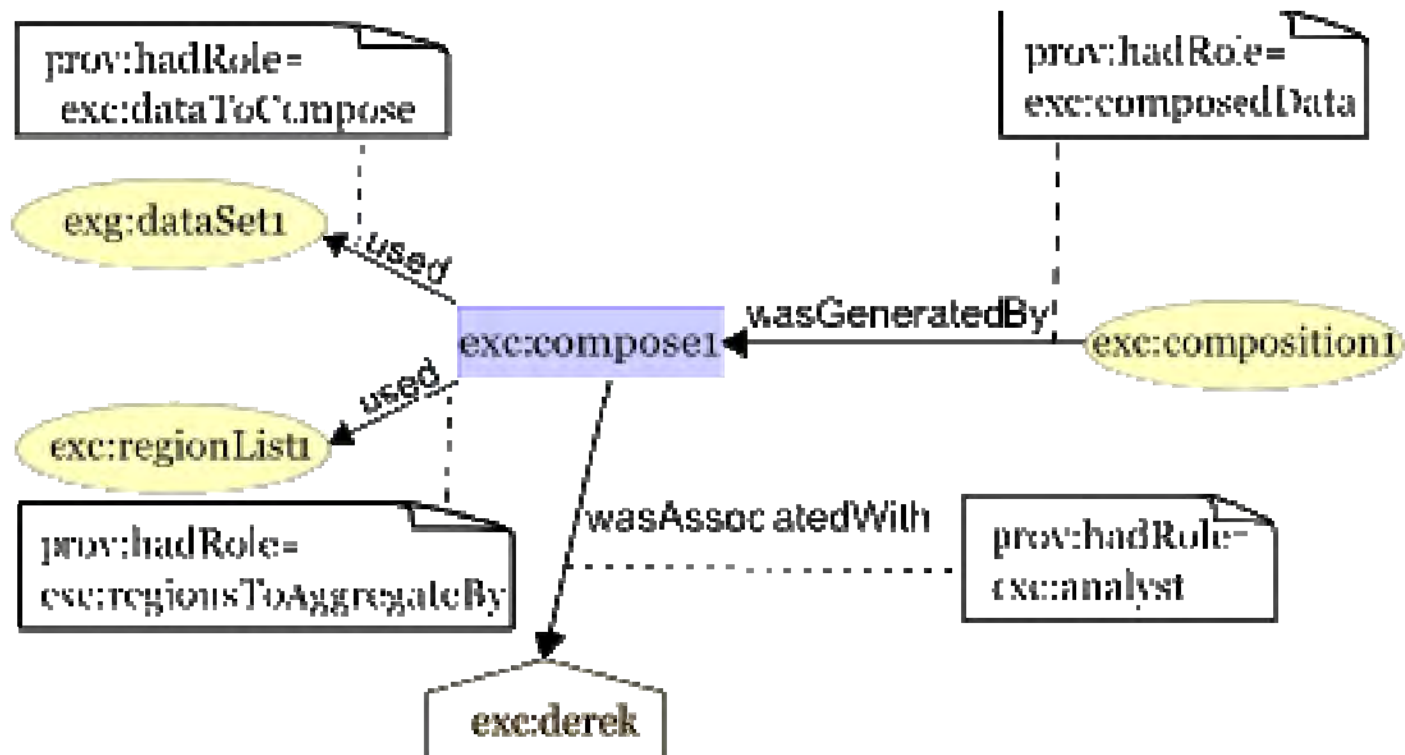 prov:hadRole=
exc:dataToCompose
prov:hadRole=
exc:composedData
exg:dataSet1
used
wasGeneratedBy
exc:compose1
exc:composition1
used
exc:regionList1
wasAssociatedWith
prov:hadRole=
exc:regionsToAggregateBy
prov:hadRole=
exc:analyst
exc:derek